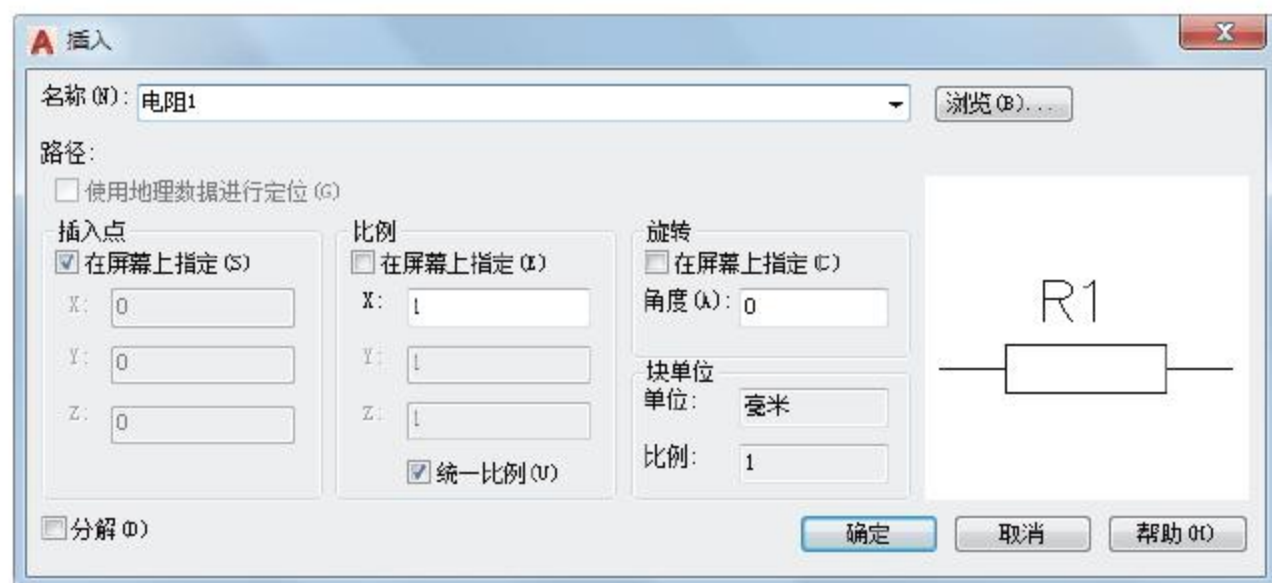 插入
名称(N): 电阻1 浏览(B)...
路径:
使用地理数据进行定位(G)
插入点 比例 旋转
在屏幕上指定(S) 在屏幕上指定(E) 在屏幕上指定(C)
X: 0 X: 1 角度(A): 0
R1
Y: 0 Y: 1 块单位
Z: 0 Z: 1 单位: 毫米
统一比例(U) 比例: 1
分解(D) 确定 取消 帮助(H)